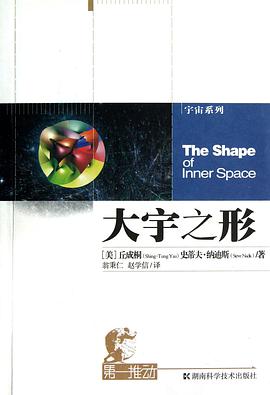 宇宙系列
The Shape
of
Inner Space
大宇之形
[美]丘成桐(Shing-Tung Yau) 史蒂夫·纳迪斯(Steve Nadis)/著
翁秉仁 赵学信/译
第一推动
湖南科学技术出版社